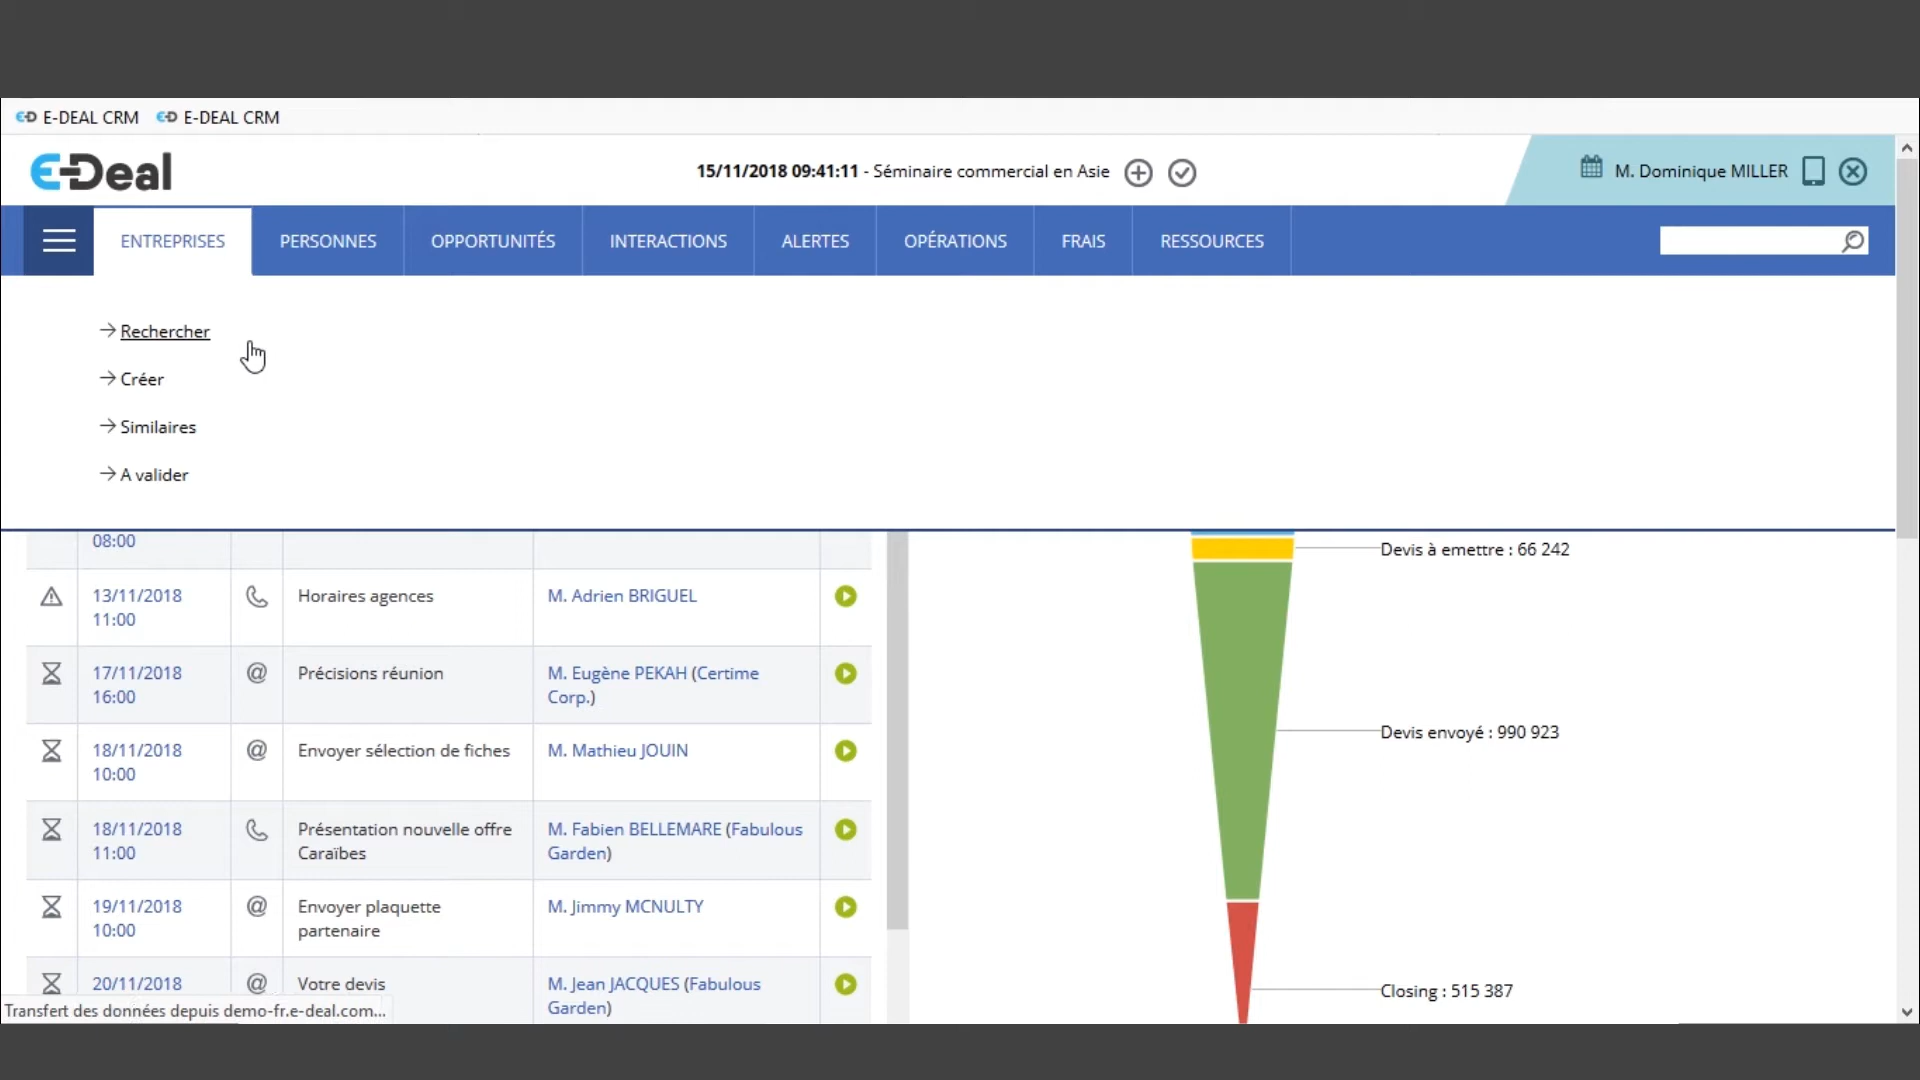 E-DEAL CRM E-DEAL CRM
E-Deal
15/11/2018 09:41:11 - Séminaire commercial en Asie
M. Dominique MILLER
ENTREPRISES PERSONNES OPPORTUNITÉS INTERACTIONS ALERTES OPÉRATIONS FRAIS RESSOURCES
Rechercher
Créer
Similaires
A valider
08:00
13/11/2018
11:00
Horaires agences
M. Adrien BRIGUEL
17/11/2018
16:00
@
Précisions réunion
M. Eugène PEKAH (Certime
Corp.)
18/11/2018
10:00
@
Envoyer sélection de fiches
M. Mathieu JOUIN
18/11/2018
11:00
Présentation nouvelle offre
Caraïbes
M. Fabien BELLEMARE (Fabulous
Garden)
19/11/2018
10:00
@
Envoyer plaquette
partenaire
M. Jimmy MCNULTY
20/11/2018
@
Votre devis
M. Jean JACQUES (Fabulous
Garden)
Devis à emettre : 66 242
Devis envoyé : 990 923
Closing : 515 387
Transfert des données depuis demo-fr.e-deal.com...